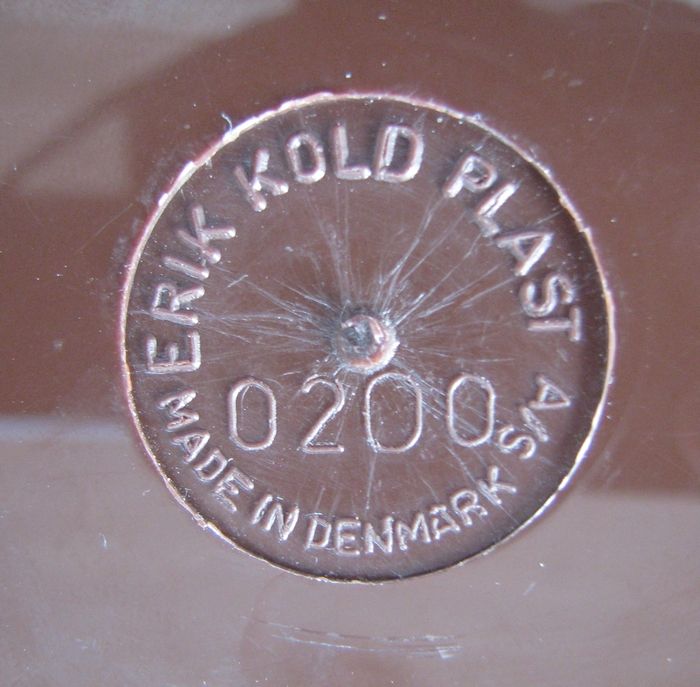 ERIK KOLD PLAST A/S
0200
MADE IN DENMARK